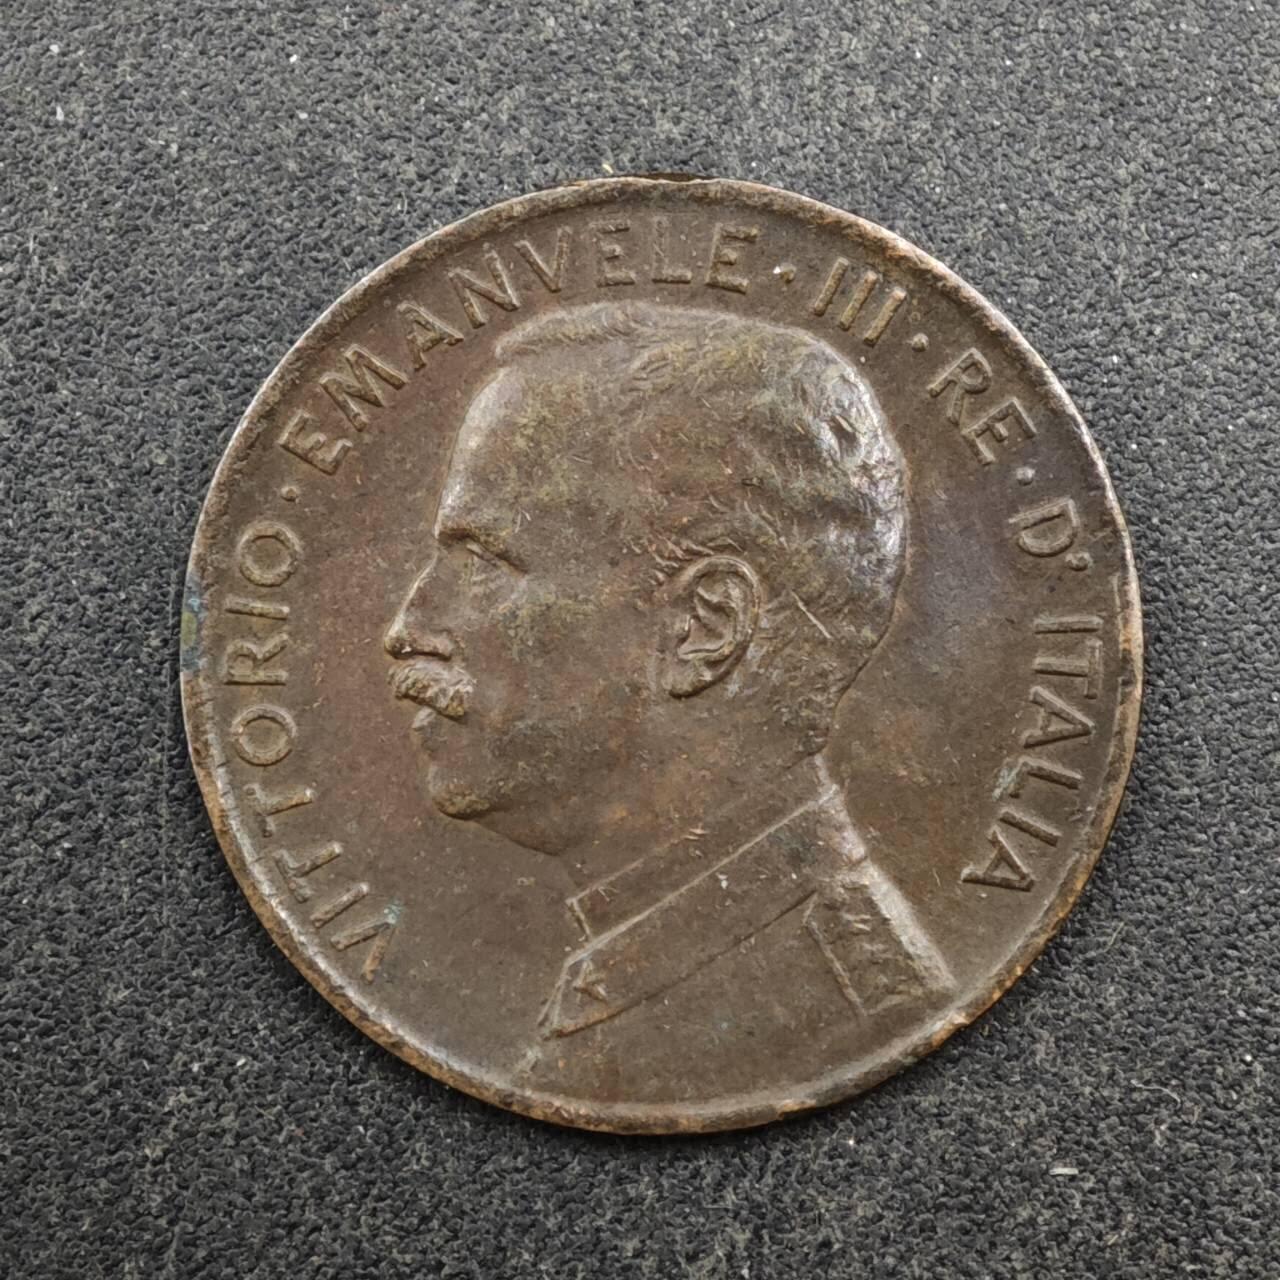 VITTORIO · EMANVELE · III · RE · D' ITALIA